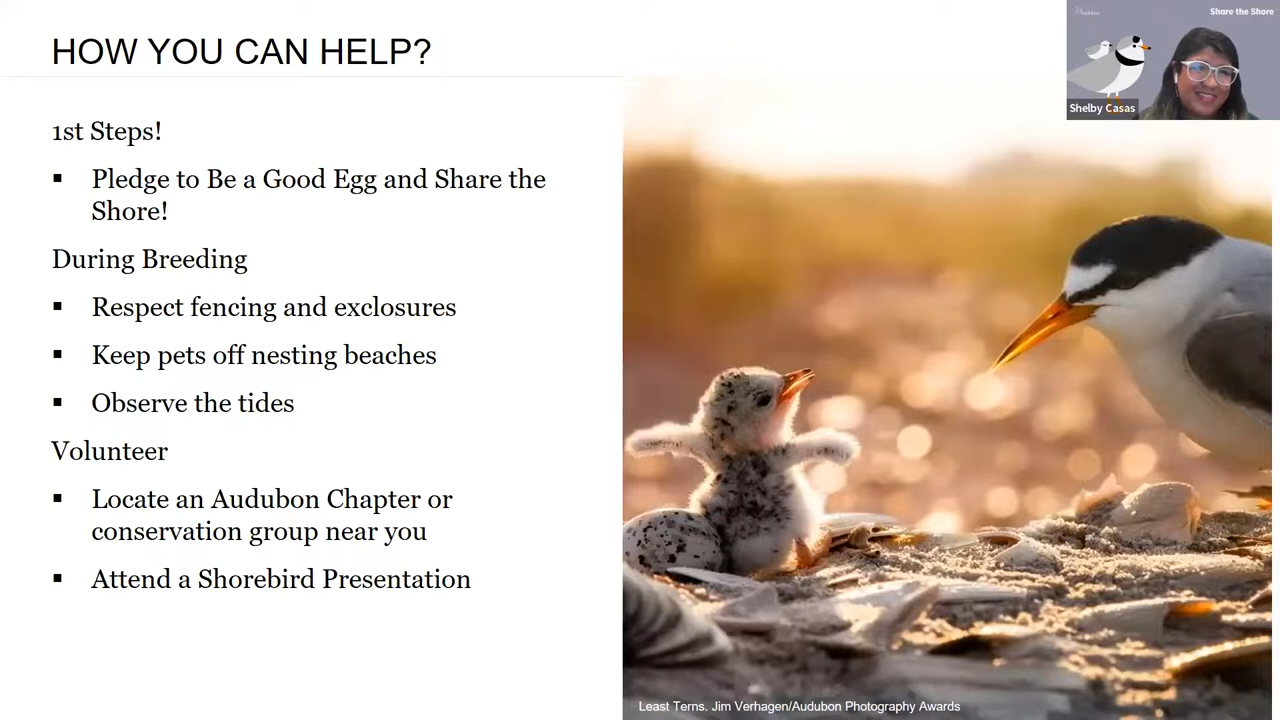 HOW YOU CAN HELP?
1st Steps!
▪ Pledge to Be a Good Egg and Share the
Shore!
During Breeding
▪ Respect fencing and exclosures
▪ Keep pets off nesting beaches
▪ Observe the tides
Volunteer
▪ Locate an Audubon Chapter or
conservation group near you
▪ Attend a Shorebird Presentation
Audubon
Share the Shore
Shelby Casas
Least Terns. Jim Verhagen/Audubon Photography Awards